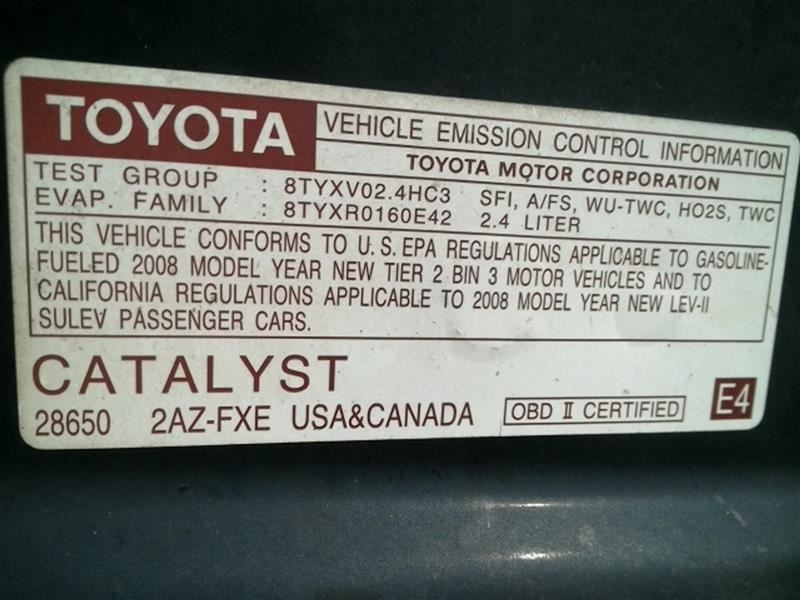 TOYOTA
VEHICLE EMISSION CONTROL INFORMATION
TOYOTA MOTOR CORPORATION
TEST GROUP : 8TYXV02.4HC3 SFI, A/FS, WU-TWC, HO2S, TWC
EVAP. FAMILY : 8TYXR0160E42 2.4 LITER
THIS VEHICLE CONFORMS TO U.S. EPA REGULATIONS APPLICABLE TO GASOLINE-
FUELED 2008 MODEL YEAR NEW TIER 2 BIN 3 MOTOR VEHICLES AND TO
CALIFORNIA REGULATIONS APPLICABLE TO 2008 MODEL YEAR NEW LEV-II
SULEV PASSENGER CARS.
CATALYST
28650 2AZ-FXE USA&CANADA OBD II CERTIFIED E4